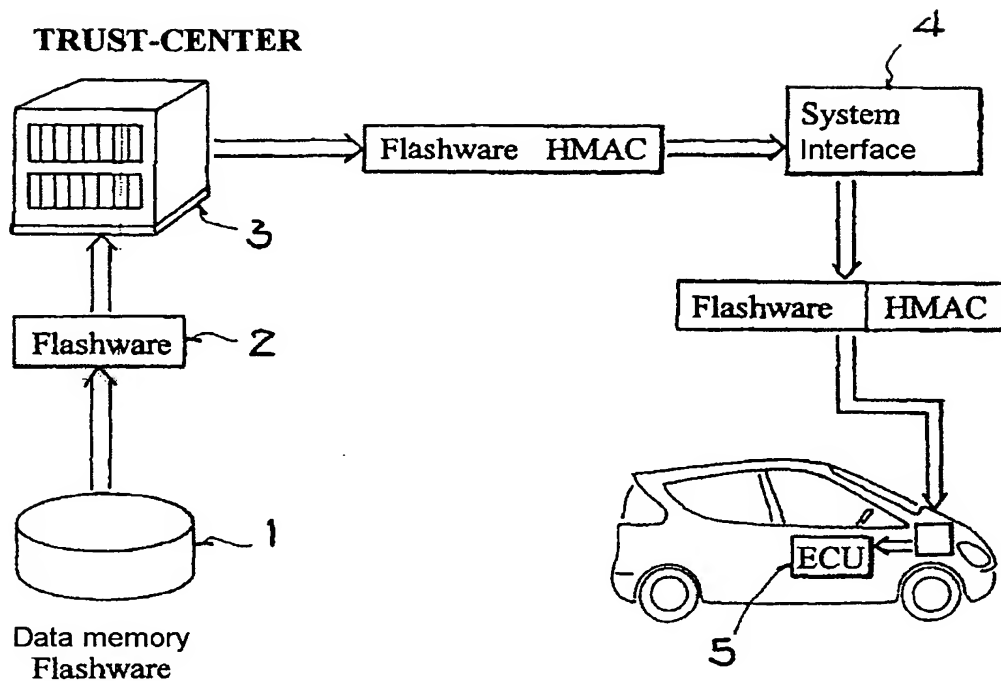 TRUST-CENTER
4
System
Interface
Flashware HMAC
3
Flashware HMAC
Flashware
2
ECU
1
5
Data memory
Flashware